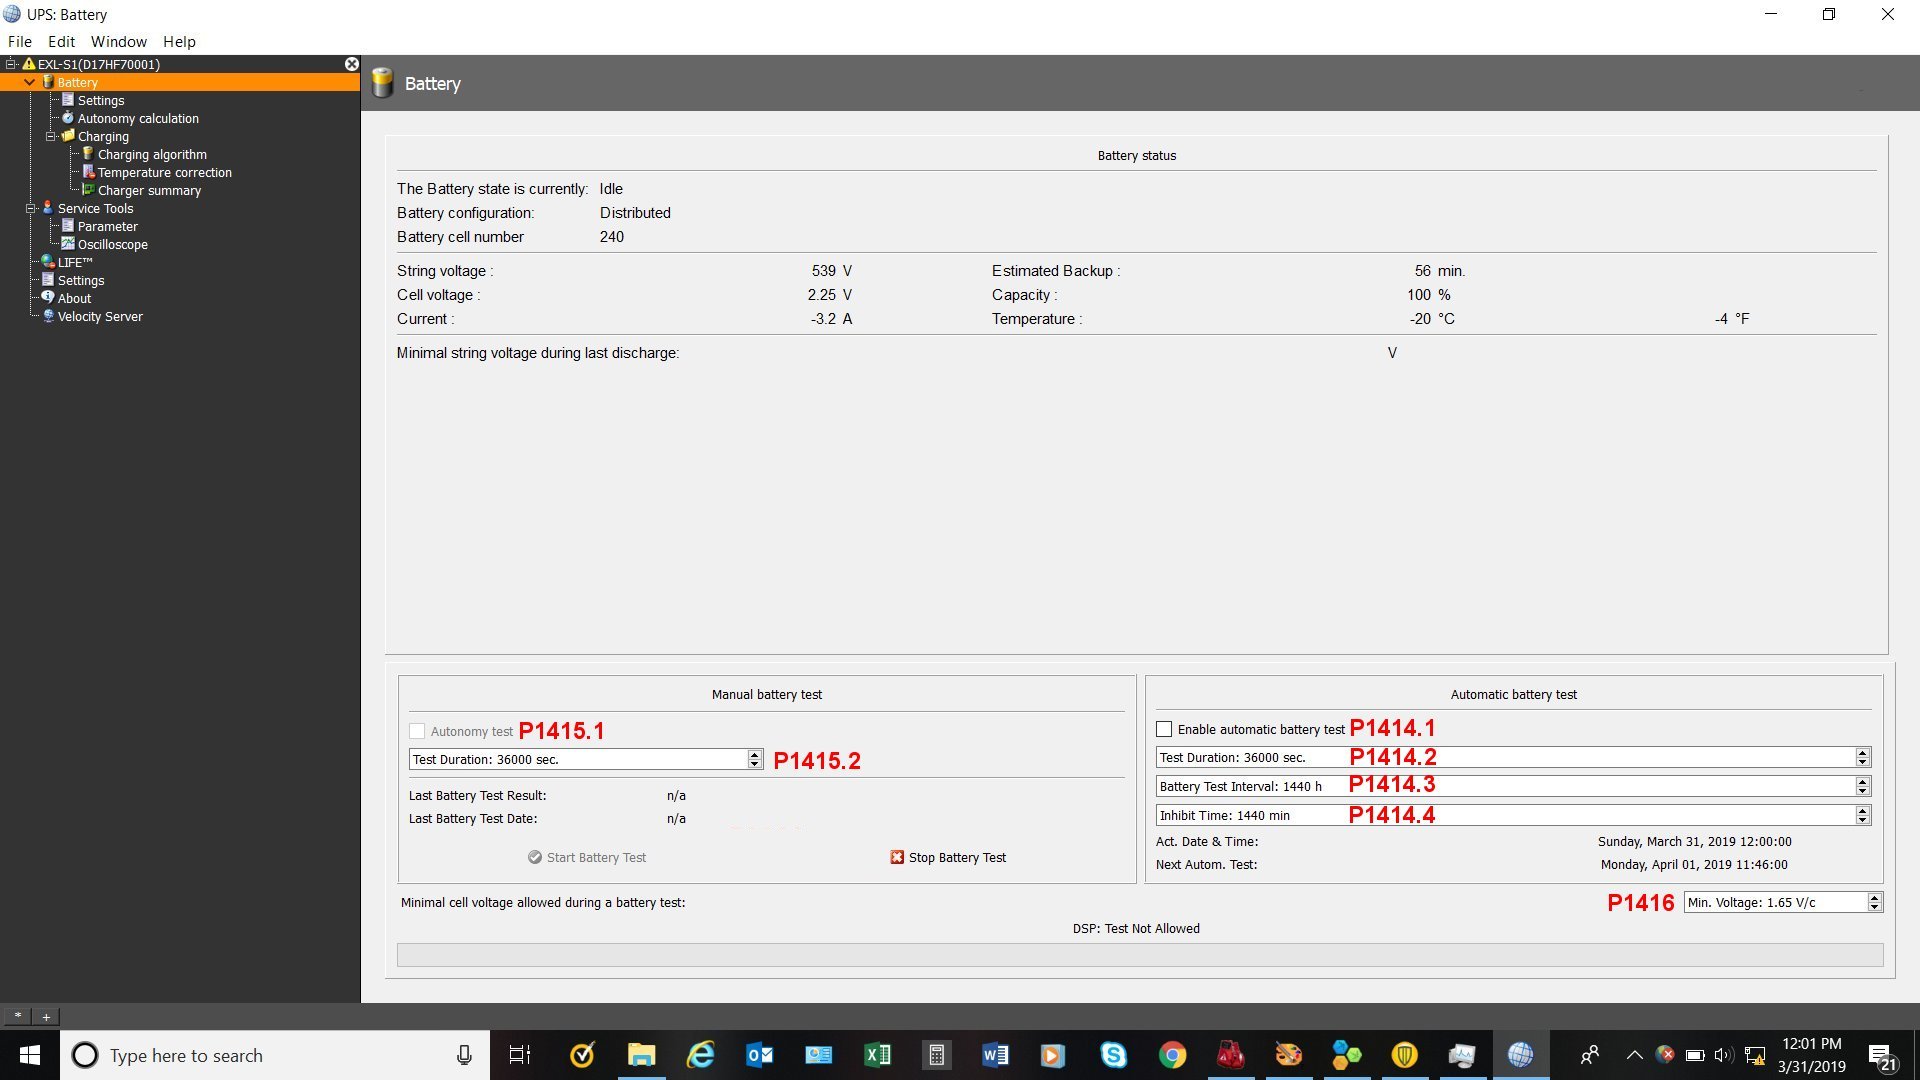 UPS: Battery
File Edit Window Help
EXL-S1(D17HF70001)
Battery
Settings
Autonomy calculation
Charging
Charging algorithm
Temperature correction
Charger summary
Service Tools
Parameter
Oscilloscope
LIFE™
Settings
About
Velocity Server
Battery
Battery status
The Battery state is currently: Idle
Battery configuration: Distributed
Battery cell number 240
String voltage : 539 V Estimated Backup : 56 min.
Cell voltage : 2.25 V Capacity : 100 %
Current : -3.2 A Temperature : -20 °C -4 °F
Minimal string voltage during last discharge: V
Manual battery test
Autonomy test P1415.1
Test Duration: 36000 sec. P1415.2
Last Battery Test Result: n/a
Last Battery Test Date: n/a
Start Battery Test Stop Battery Test
Automatic battery test
Enable automatic battery test P1414.1
Test Duration: 36000 sec. P1414.2
Battery Test Interval: 1440 h P1414.3
Inhibit Time: 1440 min P1414.4
Act. Date & Time: Sunday, March 31, 2019 12:00:00
Next Autom. Test: Monday, April 01, 2019 11:46:00
Minimal cell voltage allowed during a battery test: P1416 Min. Voltage: 1.65 V/c
DSP: Test Not Allowed
* +
Type here to search
12:01 PM
3/31/2019
21